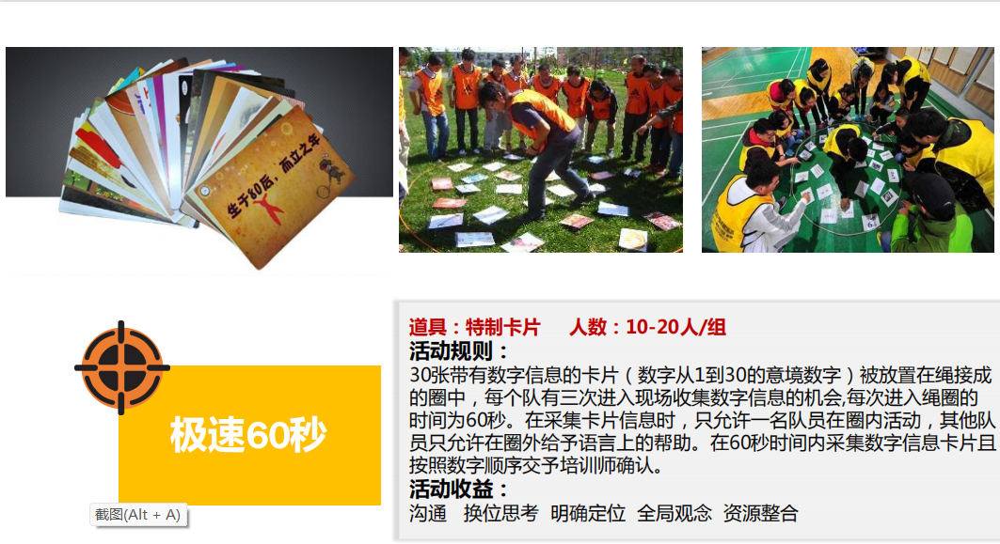 生于80后，而立之年
道具：特制卡片 人数：10-20人/组
活动规则：
30张带有数字信息的卡片（数字从1到30的意境数字）被放置在绳接成
的圈中，每个队有三次进入现场收集数字信息的机会,每次进入绳圈的
时间为60秒。在采集卡片信息时，只允许一名队员在圈内活动，其他队
员只允许在圈外给予语言上的帮助。在60秒时间内采集数字信息卡片且
按照数字顺序交予培训师确认。
活动收益：
沟通 换位思考 明确定位 全局观念 资源整合
极速60秒
截图(Alt + A)